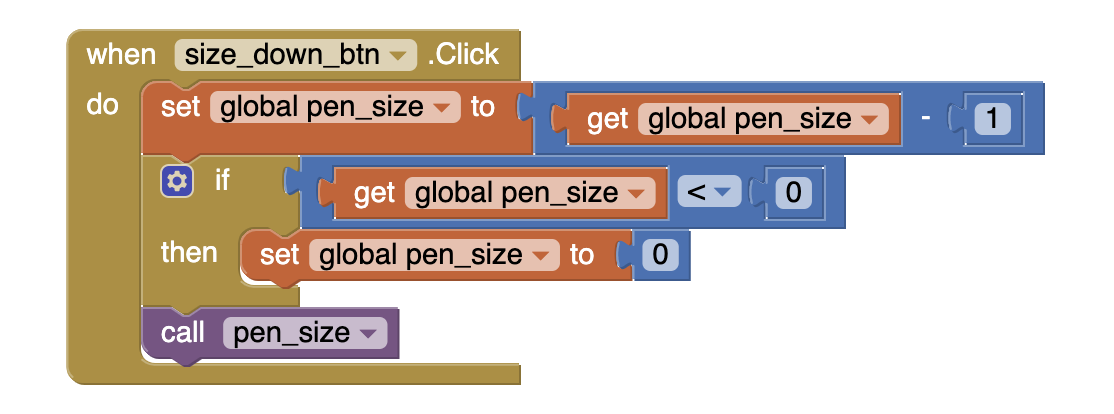 when size_down_btn .Click
do set global pen_size to get global pen_size - 1
if get global pen_size < 0
then set global pen_size to 0
call pen_size